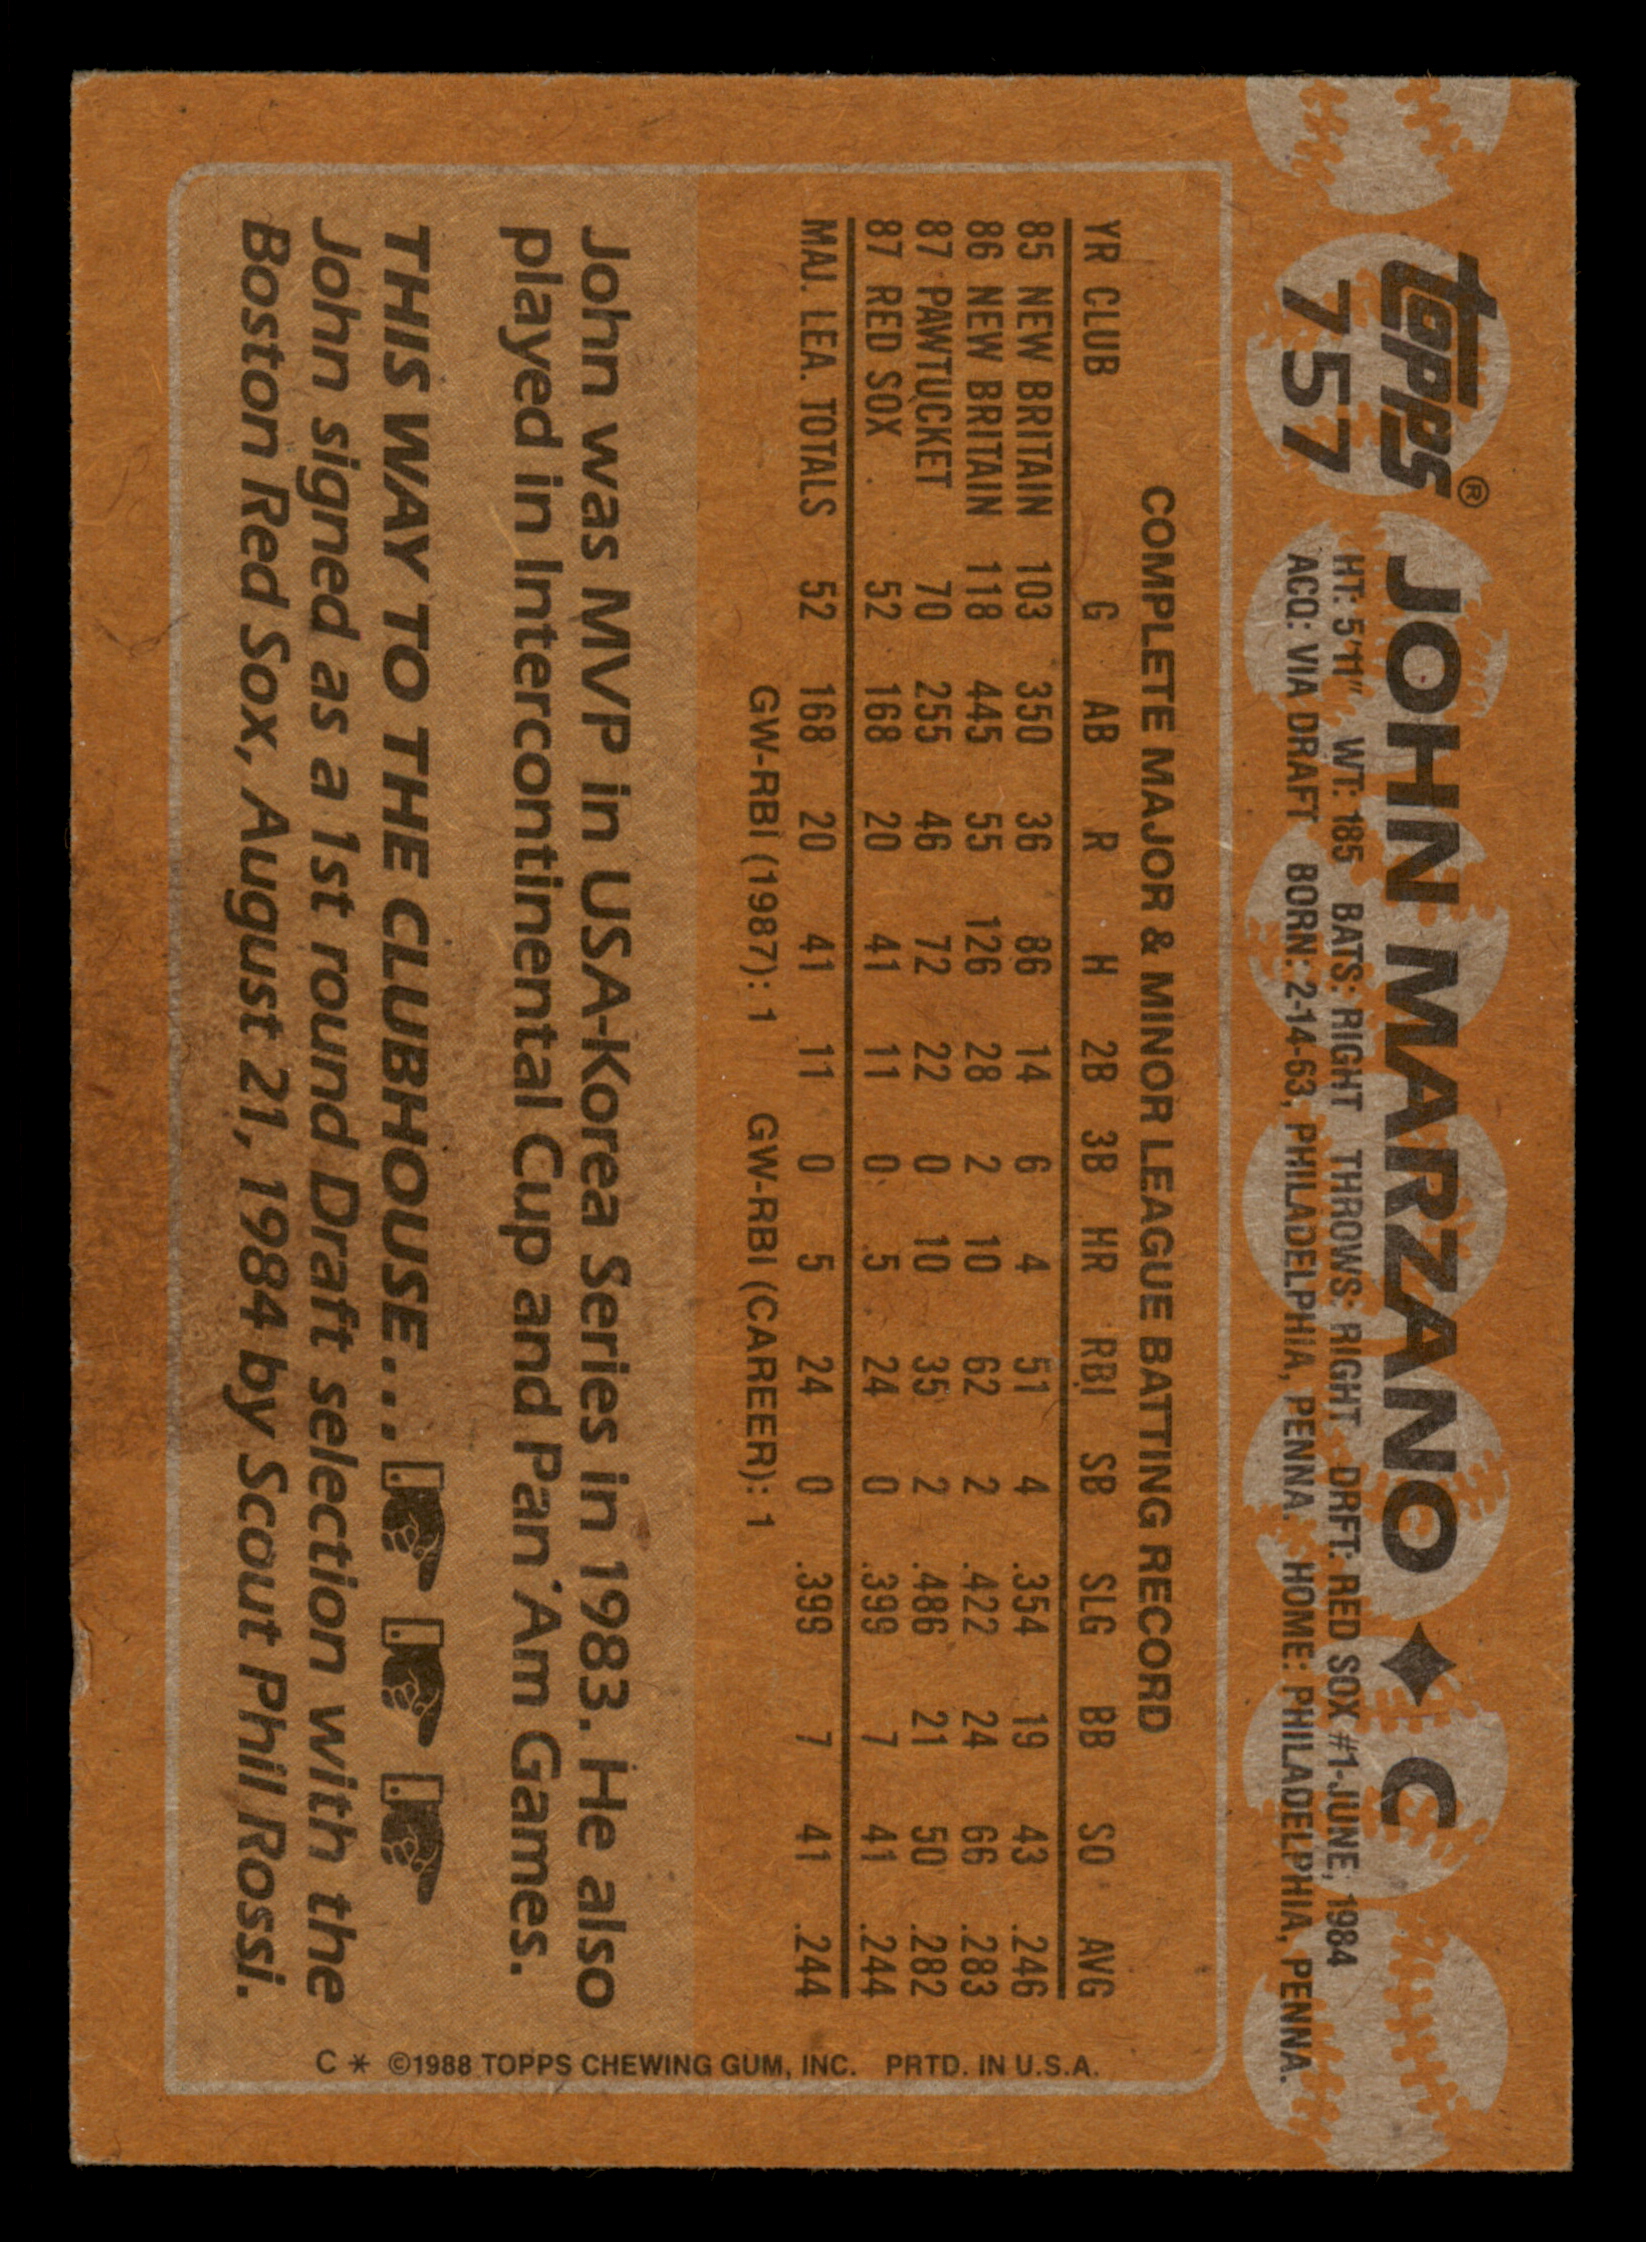 topps®
757
JOHN MARZANO ✦ C
HT: 5'11" WT: 185 BATS: RIGHT THROWS: RIGHT DRFT: RED SOX #1-JUNE, 1984
ACQ: VIA DRAFT BORN: 2-14-63, PHILADELPHIA, PENNA. HOME: PHILADELPHIA, PENNA.
COMPLETE MAJOR & MINOR LEAGUE BATTING RECORD
YR CLUB G AB R H 2B 3B HR RBI SB SLG BB SO AVG
85 NEW BRITAIN 103 350 36 86 14 6 4 51 4 .354 19 43 .246
86 NEW BRITAIN 118 445 55 126 28 2 10 62 2 .422 24 66 .283
87 PAWTUCKET 70 255 46 72 22 0 10 35 2 .486 21 50 .282
87 RED SOX 52 168 20 41 11 0 5 24 0 .399 7 41 .244
MAJ. LEA. TOTALS 52 168 20 41 11 0 5 24 0 .399 7 41 .244
GW-RBI (1987): 1 GW-RBI (CAREER): 1
John was MVP in USA-Korea Series in 1983. He also
played in Intercontinental Cup and Pan Am Games.
THIS WAY TO THE CLUBHOUSE...
John signed as a 1st round Draft selection with the
Boston Red Sox, August 21, 1984 by Scout Phil Rossi.
C * ©1988 TOPPS CHEWING GUM, INC. PRTD. IN U.S.A.